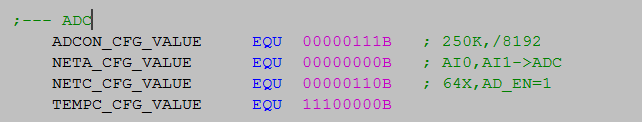 ;--- ADC
ADCON_CFG_VALUE EQU 00000111B ; 250K,/8192
NETA_CFG_VALUE EQU 00000000B ; AI0,AI1->ADC
NETC_CFG_VALUE EQU 00000110B ; 64X,AD_EN=1
TEMPC_CFG_VALUE EQU 11100000B